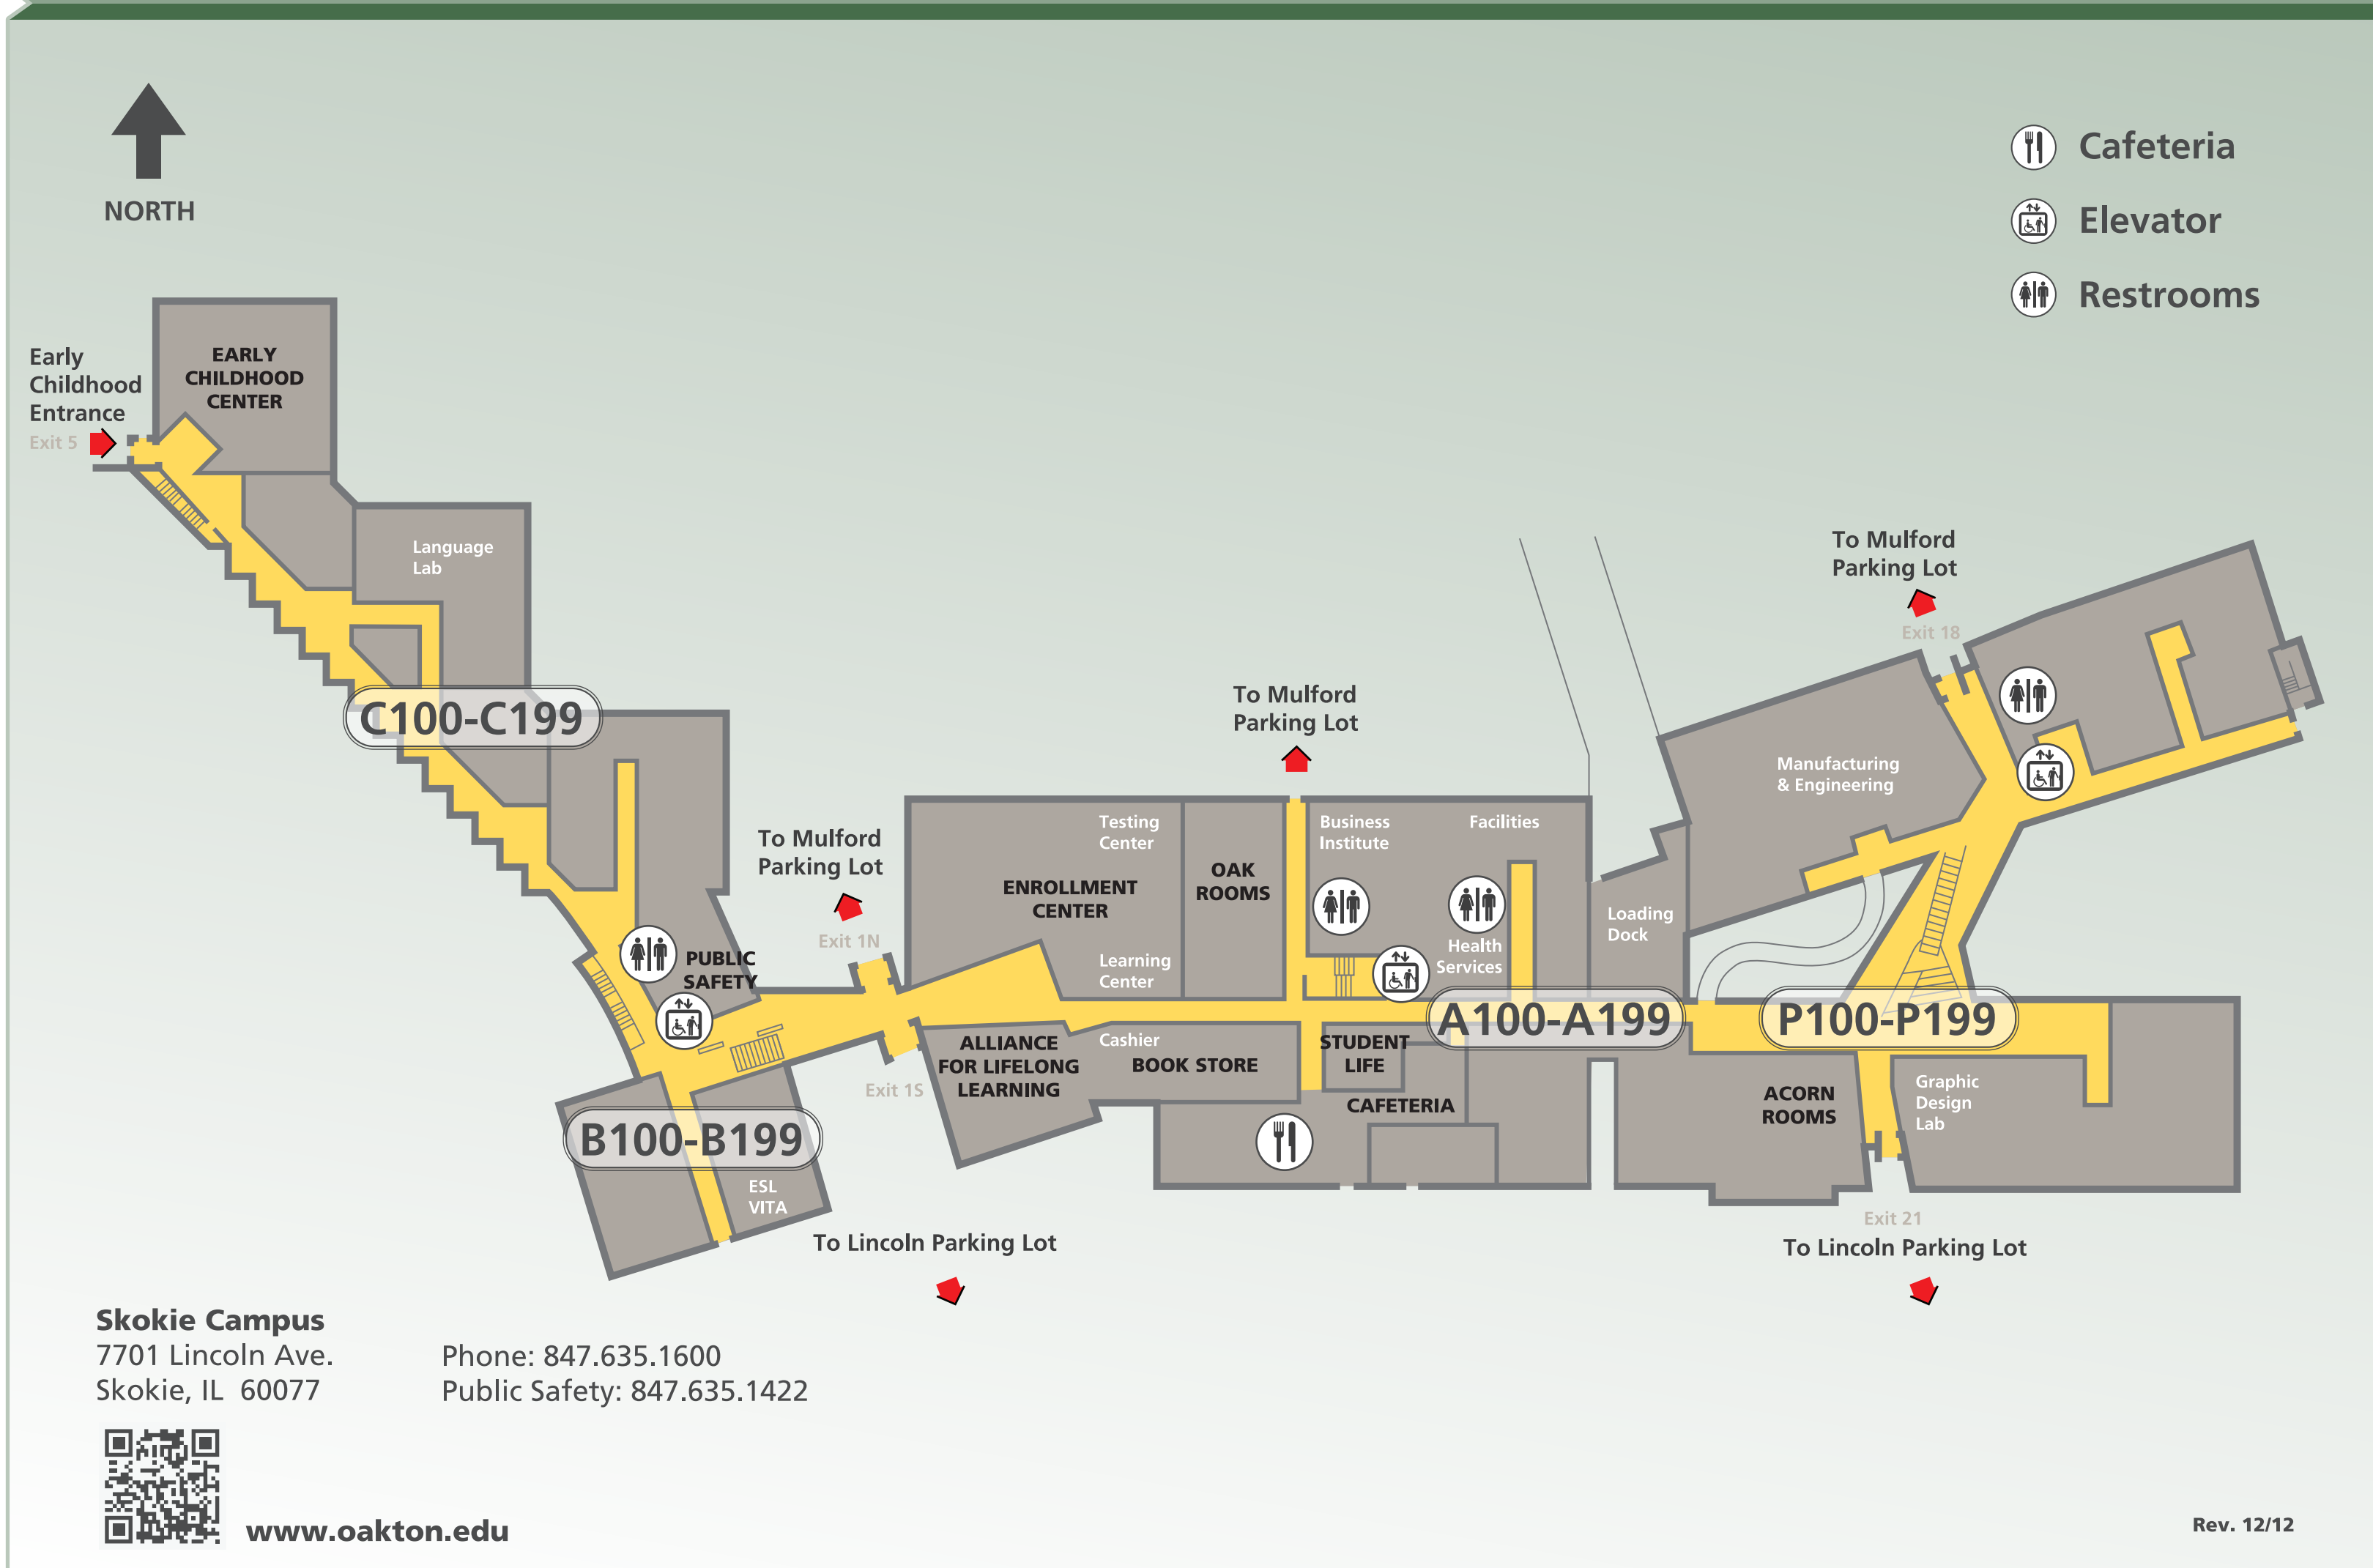 NORTH
Cafeteria
Elevator
Restrooms
Early
Childhood
Entrance
Exit 5
EARLY
CHILDHOOD
CENTER
Language
Lab
C100-C199
To Mulford
Parking Lot
Exit 1N
PUBLIC
SAFETY
B100-B199
ESL
VITA
Exit 1S
To Lincoln Parking Lot
To Mulford
Parking Lot
Testing
Center
ENROLLMENT
CENTER
Learning
Center
OAK
ROOMS
Business
Institute
Facilities
Health
Services
Loading
Dock
A100-A199
ALLIANCE
FOR LIFELONG
LEARNING
Cashier
BOOK STORE
STUDENT
LIFE
CAFETERIA
To Mulford
Parking Lot
Exit 18
Manufacturing
& Engineering
P100-P199
ACORN
ROOMS
Graphic
Design
Lab
Exit 21
To Lincoln Parking Lot
Skokie Campus
7701 Lincoln Ave.
Skokie, IL 60077
Phone: 847.635.1600
Public Safety: 847.635.1422
www.oakton.edu
Rev. 12/12